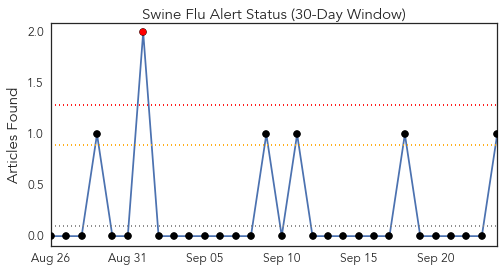 Swine Flu Alert Status (30-Day Window)
Articles Found
2.0
1.5
1.0
0.5
0.0
Aug 26 Aug 31 Sep 05 Sep 10 Sep 15 Sep 20